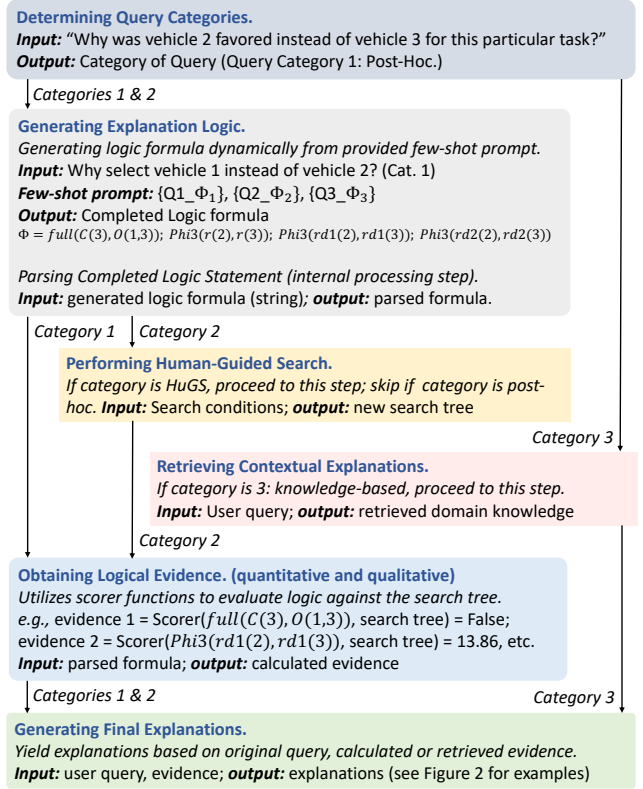 Determining Query Categories.
Input: “Why was vehicle 2 favored instead of vehicle 3 for this particular task?”
Output: Category of Query (Query Category 1: Post-Hoc.)
Categories 1 & 2
Generating Explanation Logic.
Generating logic formula dynamically from provided few-shot prompt.
Input: Why select vehicle 1 instead of vehicle 2? (Cat. 1)
Few-shot prompt: {Q1_Φ₁}, {Q2_Φ₂}, {Q3_Φ₃}
Output: Completed Logic formula
Φ = full(C(3), O(1,3)); Phi3(r(2), r(3)); Phi3(rd1(2), rd1(3)); Phi3(rd2(2), rd2(3))
Parsing Completed Logic Statement (internal processing step).
Input: generated logic formula (string); output: parsed formula.
Category 1 Category 2
Performing Human-Guided Search.
If category is HuGS, proceed to this step; skip if category is post-
hoc. Input: Search conditions; output: new search tree
Category 3
Retrieving Contextual Explanations.
If category is 3: knowledge-based, proceed to this step.
Input: User query; output: retrieved domain knowledge
Category 2
Obtaining Logical Evidence. (quantitative and qualitative)
Utilizes scorer functions to evaluate logic against the search tree.
e.g., evidence 1 = Scorer(full(C(3), O(1,3)), search tree) = False;
evidence 2 = Scorer(Phi3(rd1(2), rd1(3)), search tree) = 13.86, etc.
Input: parsed formula; output: calculated evidence
Categories 1 & 2 Category 3
Generating Final Explanations.
Yield explanations based on original query, calculated or retrieved evidence.
Input: user query, evidence; output: explanations (see Figure 2 for examples)